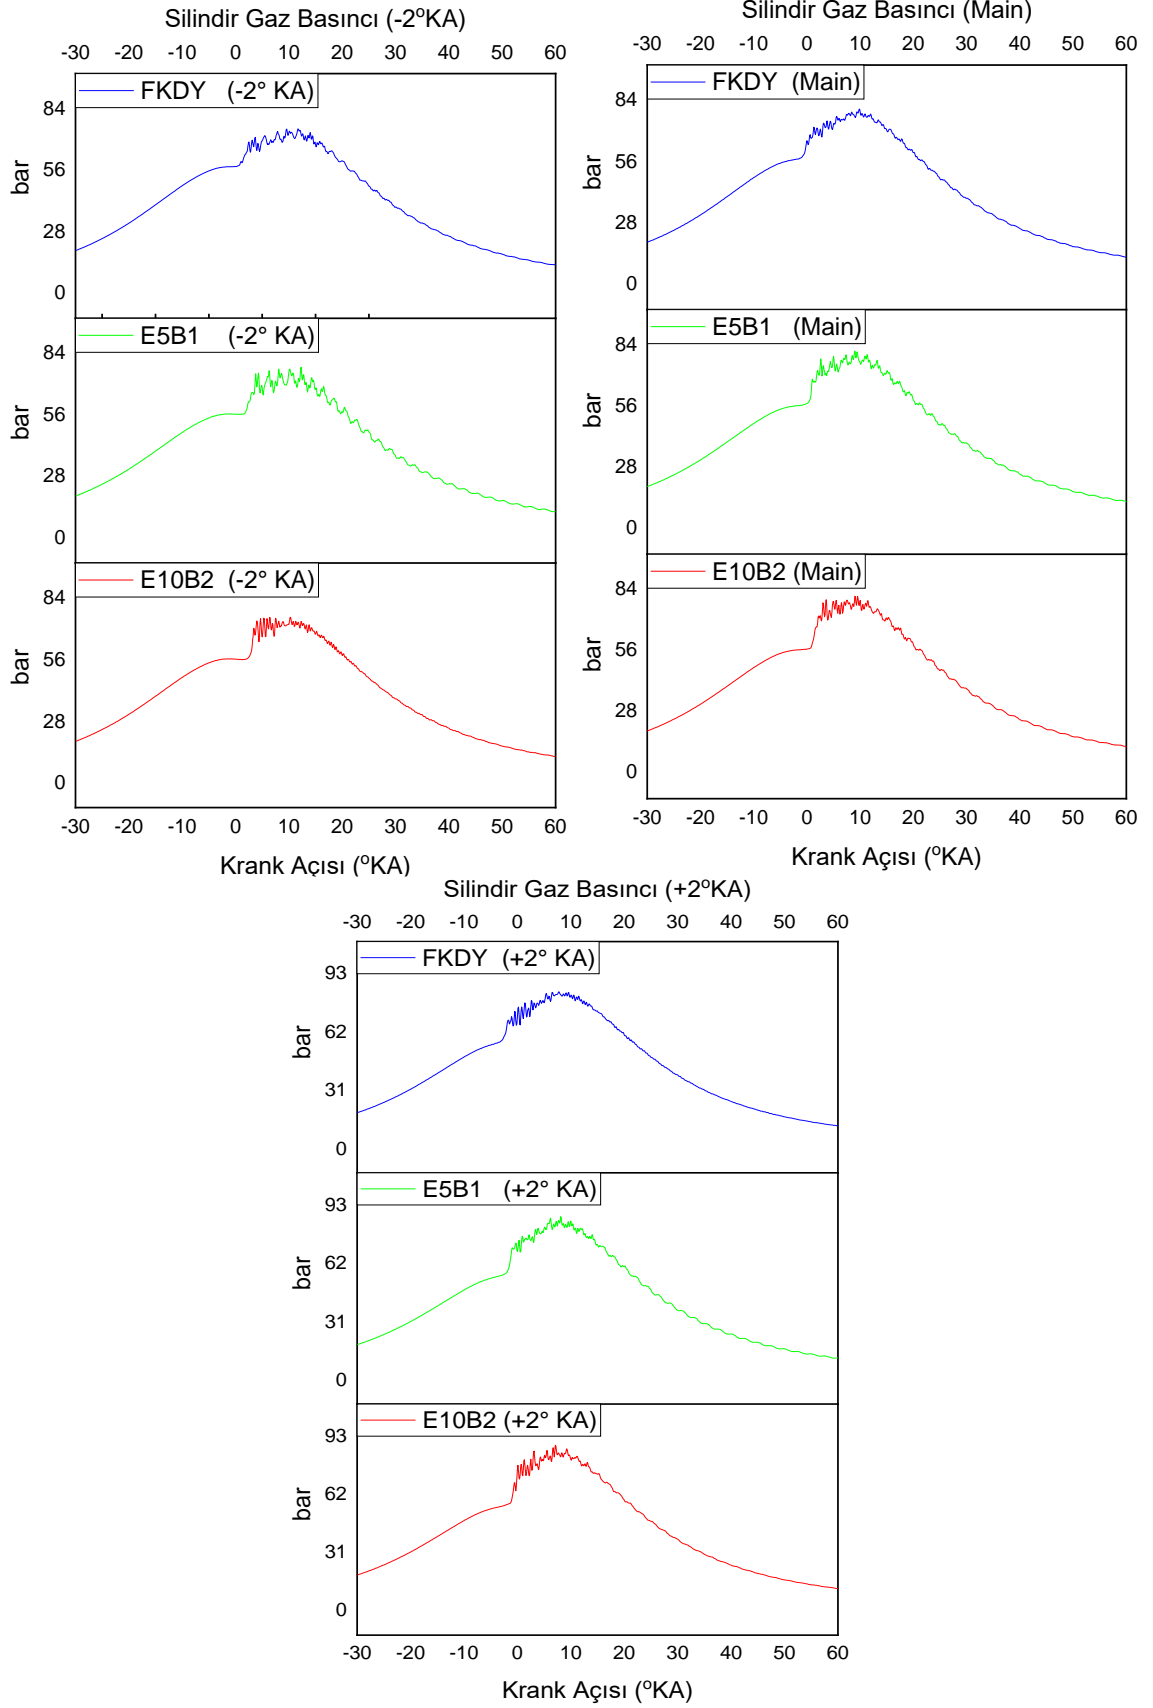 Silindir Gaz Basıncı (-2°KA)
-30 -20 -10 0 10 20 30 40 50 60
FKDY (-2° KA)
84
56
28
0
bar
E5B1 (-2° KA)
84
56
28
0
bar
E10B2 (-2° KA)
84
56
28
0
bar
-30 -20 -10 0 10 20 30 40 50 60
Krank Açısı (°KA)
Silindir Gaz Basıncı (Main)
-30 -20 -10 0 10 20 30 40 50 60
FKDY (Main)
84
56
28
0
bar
E5B1 (Main)
84
56
28
0
bar
E10B2 (Main)
84
56
28
0
bar
-30 -20 -10 0 10 20 30 40 50 60
Krank Açısı (°KA)
Silindir Gaz Basıncı (+2°KA)
-30 -20 -10 0 10 20 30 40 50 60
FKDY (+2° KA)
93
62
31
0
bar
E5B1 (+2° KA)
93
62
31
0
bar
E10B2 (+2° KA)
93
62
31
0
bar
-30 -20 -10 0 10 20 30 40 50 60
Krank Açısı (°KA)